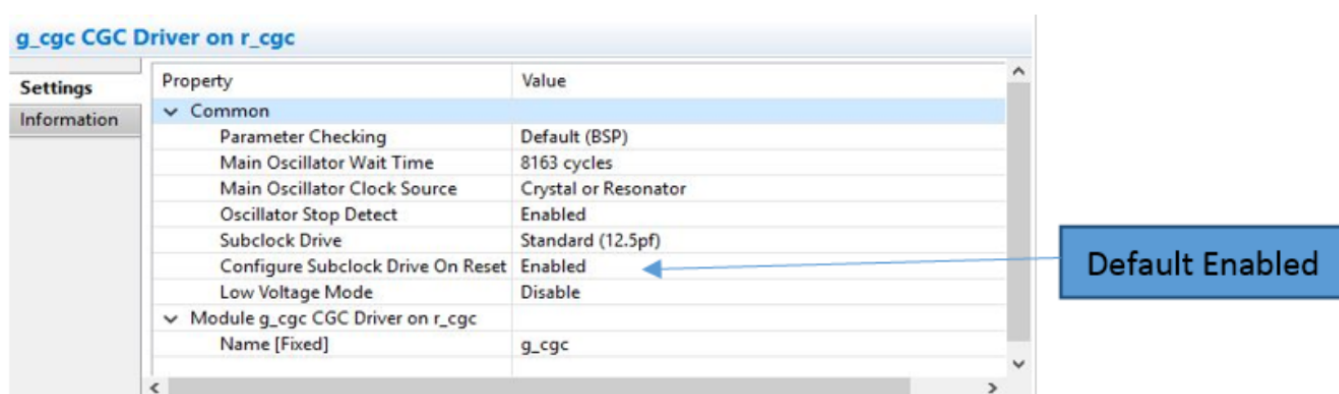 g_cgc CGC Driver on r_cgc
Settings
Information
Property Value
Common
Parameter Checking Default (BSP)
Main Oscillator Wait Time 8163 cycles
Main Oscillator Clock Source Crystal or Resonator
Oscillator Stop Detect Enabled
Subclock Drive Standard (12.5pf)
Configure Subclock Drive On Reset Enabled
Low Voltage Mode Disable
Module g_cgc CGC Driver on r_cgc
Name [Fixed] g_cgc
Default Enabled